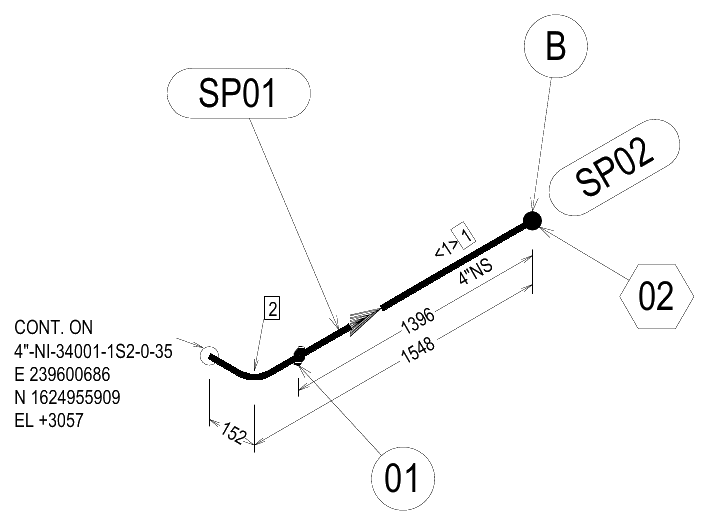 B
SP01
SP02
<1> 1
4"NS
02
1396
1548
2
CONT. ON
4"-NI-34001-1S2-0-35
E 239600686
N 1624955909
EL +3057
152
01